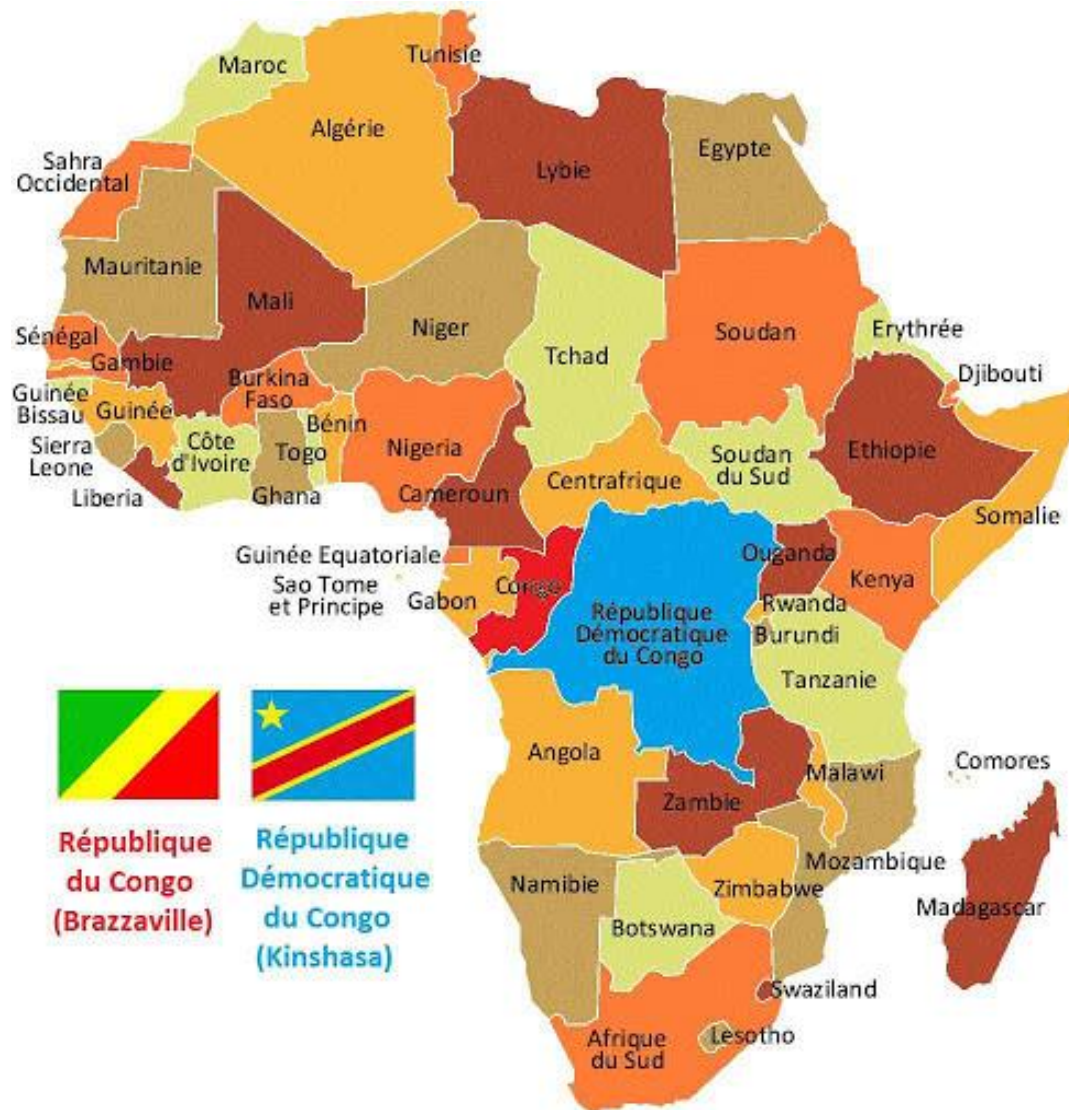 Maroc
Tunisie
Algérie
Lybie
Egypte
Sahra
Occidental
Mauritanie
Mali
Niger
Tchad
Soudan
Erythrée
Djibouti
Sénégal
Gambie
Guinée
Bissau
Guinée
Burkina
Faso
Bénin
Nigeria
Sierra
Leone
Côte
d'Ivoire
Togo
Liberia
Ghana
Cameroun
Centrafrique
Soudan
du Sud
Ethiopie
Somalie
Guinée Equatoriale
Sao Tome
et Principe
Gabon
Congo
République
Démocratique
du Congo
Ouganda
Kenya
Rwanda
Burundi
Tanzanie
Angola
Zambie
Malawi
Comores
Mozambique
Madagascar
Namibie
Zimbabwe
Botswana
Swaziland
Lesotho
Afrique
du Sud
République
du Congo
(Brazzaville)
République
Démocratique
du Congo
(Kinshasa)